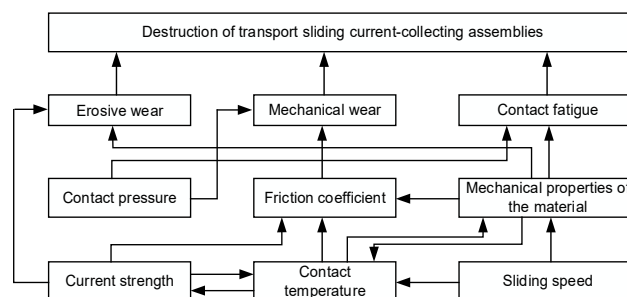 Destruction of transport sliding current-collecting assemblies
Erosive wear
Mechanical wear
Contact fatigue
Contact pressure
Friction coefficient
Mechanical properties of
the material
Current strength
Contact
temperature
Sliding speed